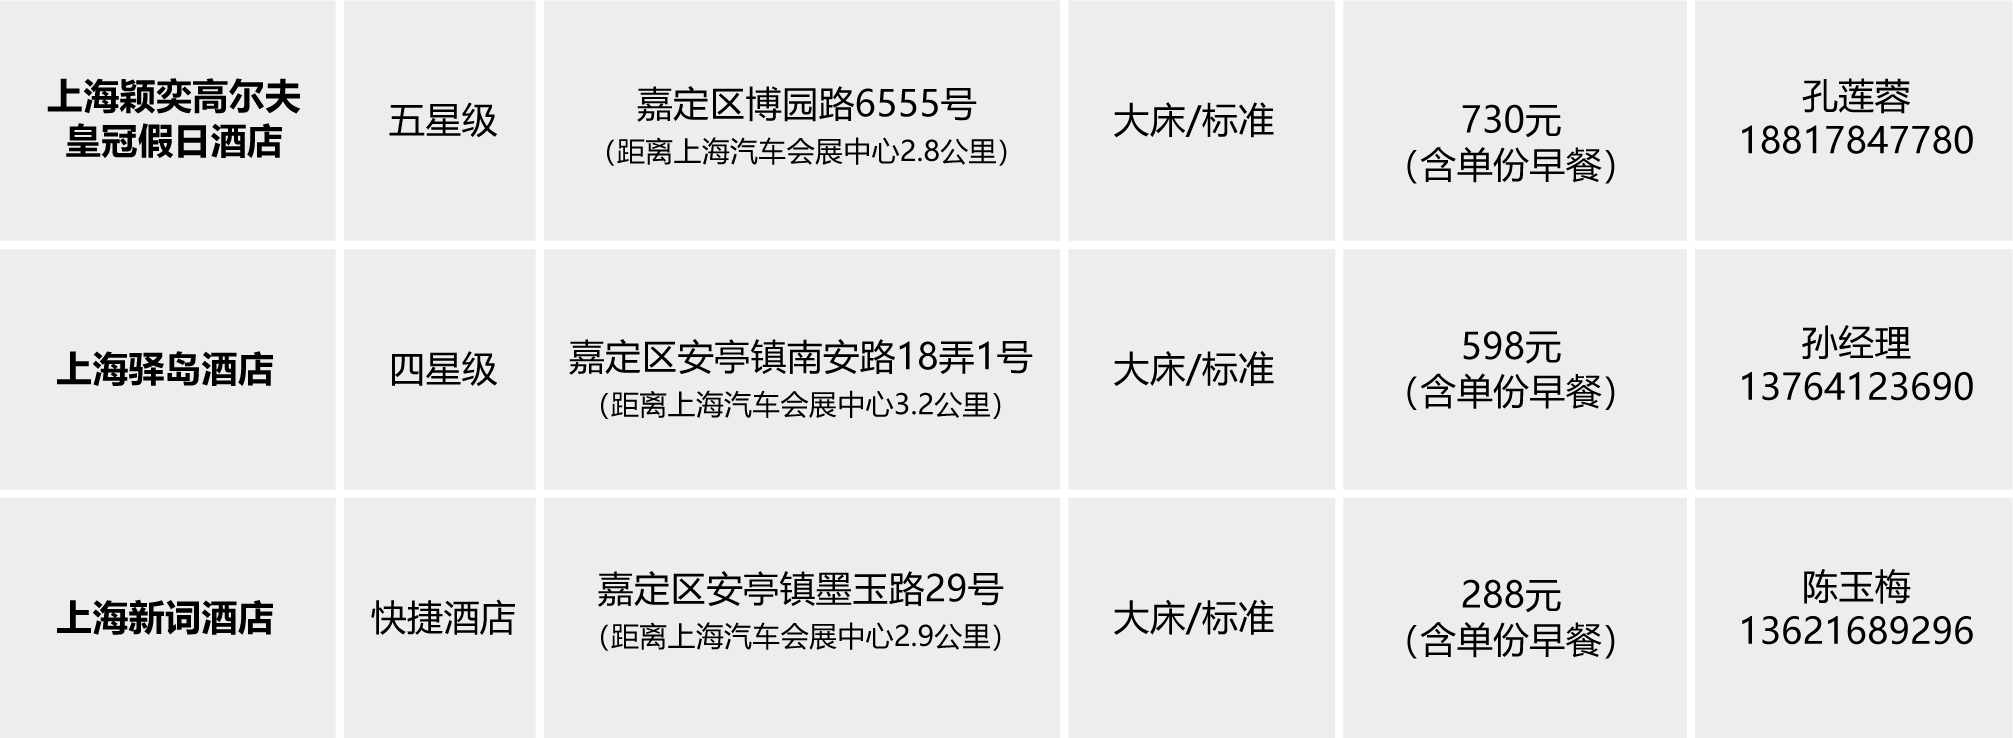 上海颖奕高尔夫
皇冠假日酒店
五星级
嘉定区博园路6555号
（距离上海汽车会展中心2.8公里）
大床/标准
730元
（含单份早餐）
孔莲蓉
18817847780
上海驿岛酒店
四星级
嘉定区安亭镇南安路18弄1号
（距离上海汽车会展中心3.2公里）
大床/标准
598元
（含单份早餐）
孙经理
13764123690
上海新词酒店
快捷酒店
嘉定区安亭镇墨玉路29号
（距离上海汽车会展中心2.9公里）
大床/标准
288元
（含单份早餐）
陈玉梅
13621689296